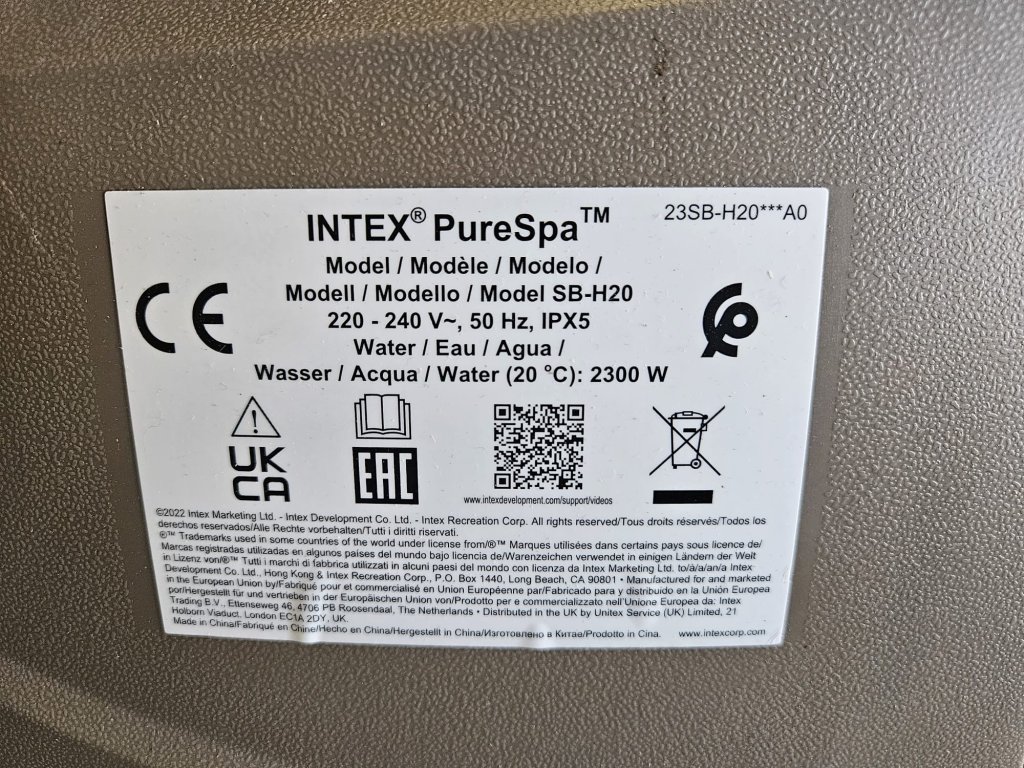 INTEX® PureSpa™
23SB-H20***A0
Model / Modèle / Modelo /
Modell / Modello / Model SB-H20
220 - 240 V~, 50 Hz, IPX5
Water / Eau / Agua /
Wasser / Acqua / Water (20 °C): 2300 W
CE
UK
CA
EAC
www.intexdevelopment.com/support/videos
©2022 Intex Marketing Ltd. - Intex Development Co. Ltd. - Intex Recreation Corp. All rights reserved/Tous droits réservés/Todos los
derechos reservados/Alle Rechte vorbehalten/Tutti i diritti riservati.
®™ Trademarks used in some countries of the world under license from/®™ Marques utilisées dans certains pays sous licence de/
Marcas registradas utilizadas en algunos países del mundo bajo licencia de/Warenzeichen verwendet in einigen Ländern der Welt
in Lizenz von/®™ Tutti i marchi di fabbrica utilizzati in alcuni paesi del mondo con licenza da Intex Marketing Ltd. to/à/a/an/a Intex
Development Co. Ltd., Hong Kong & Intex Recreation Corp., P.O. Box 1440, Long Beach, CA 90801 • Manufactured for and marketed
in the European Union by/Fabriqué pour et commercialisé en Union Européenne par/Fabricado para y distribuido en la Unión Europea
por/Hergestellt für und vertrieben in der Europäischen Union von/Prodotto per e commercializzato nell'Unione Europea da: Intex
Trading B.V., Ettenseweg 46, 4706 PB Roosendaal, The Netherlands • Distributed in the UK by Unitex Service (UK) Limited, 21
Holborn Viaduct, London EC1A 2DY, UK.
Made in China/Fabriqué en Chine/Hecho en China/Hergestellt in China/Изготовлено в Китае/Prodotto in Cina.
www.intexcorp.com